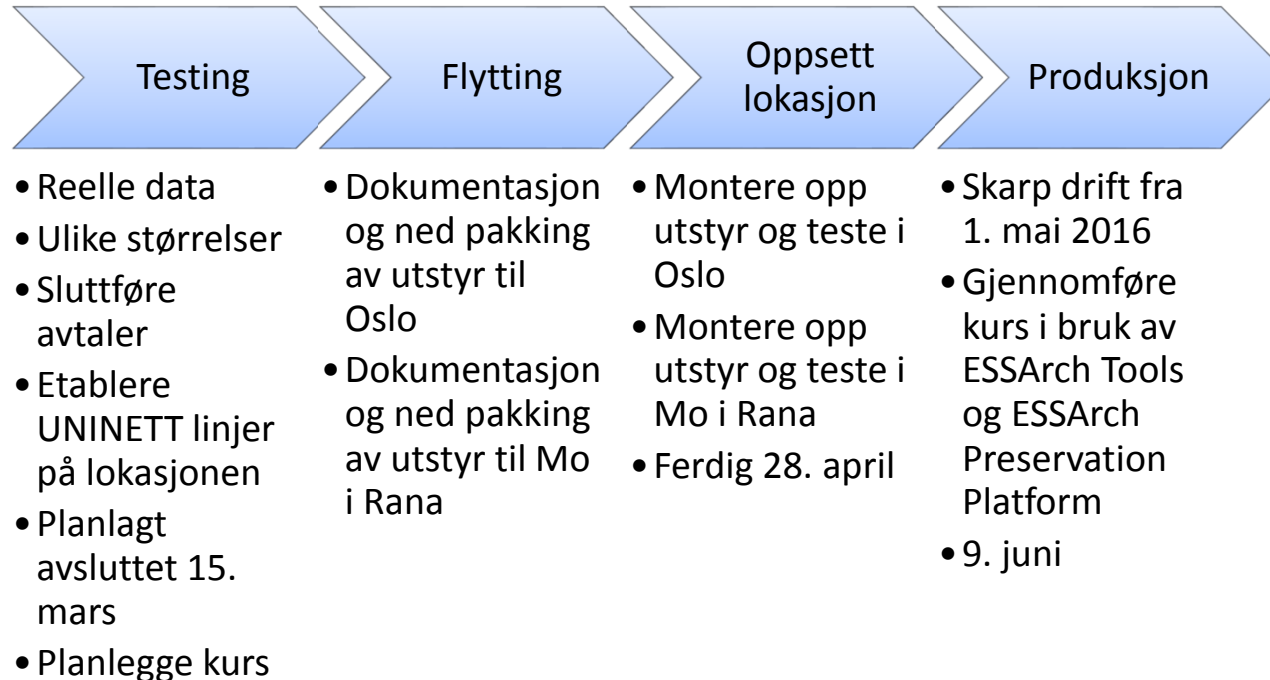 Testing
Flytting
Oppsett
lokasjon
Produksjon
• Reelle data
• Ulike størrelser
• Sluttføre
avtaler
• Etablere
UNINETT linjer
på lokasjonen
• Planlagt
avsluttet 15.
mars
• Planlegge kurs
• Dokumentasjon
og ned pakking
av utstyr til
Oslo
• Dokumentasjon
og ned pakking
av utstyr til Mo
i Rana
• Montere opp
utstyr og teste i
Oslo
• Montere opp
utstyr og teste i
Mo i Rana
• Ferdig 28. april
• Skarp drift fra
1. mai 2016
• Gjennomføre
kurs i bruk av
ESSArch Tools
og ESSArch
Preservation
Platform
• 9. juni